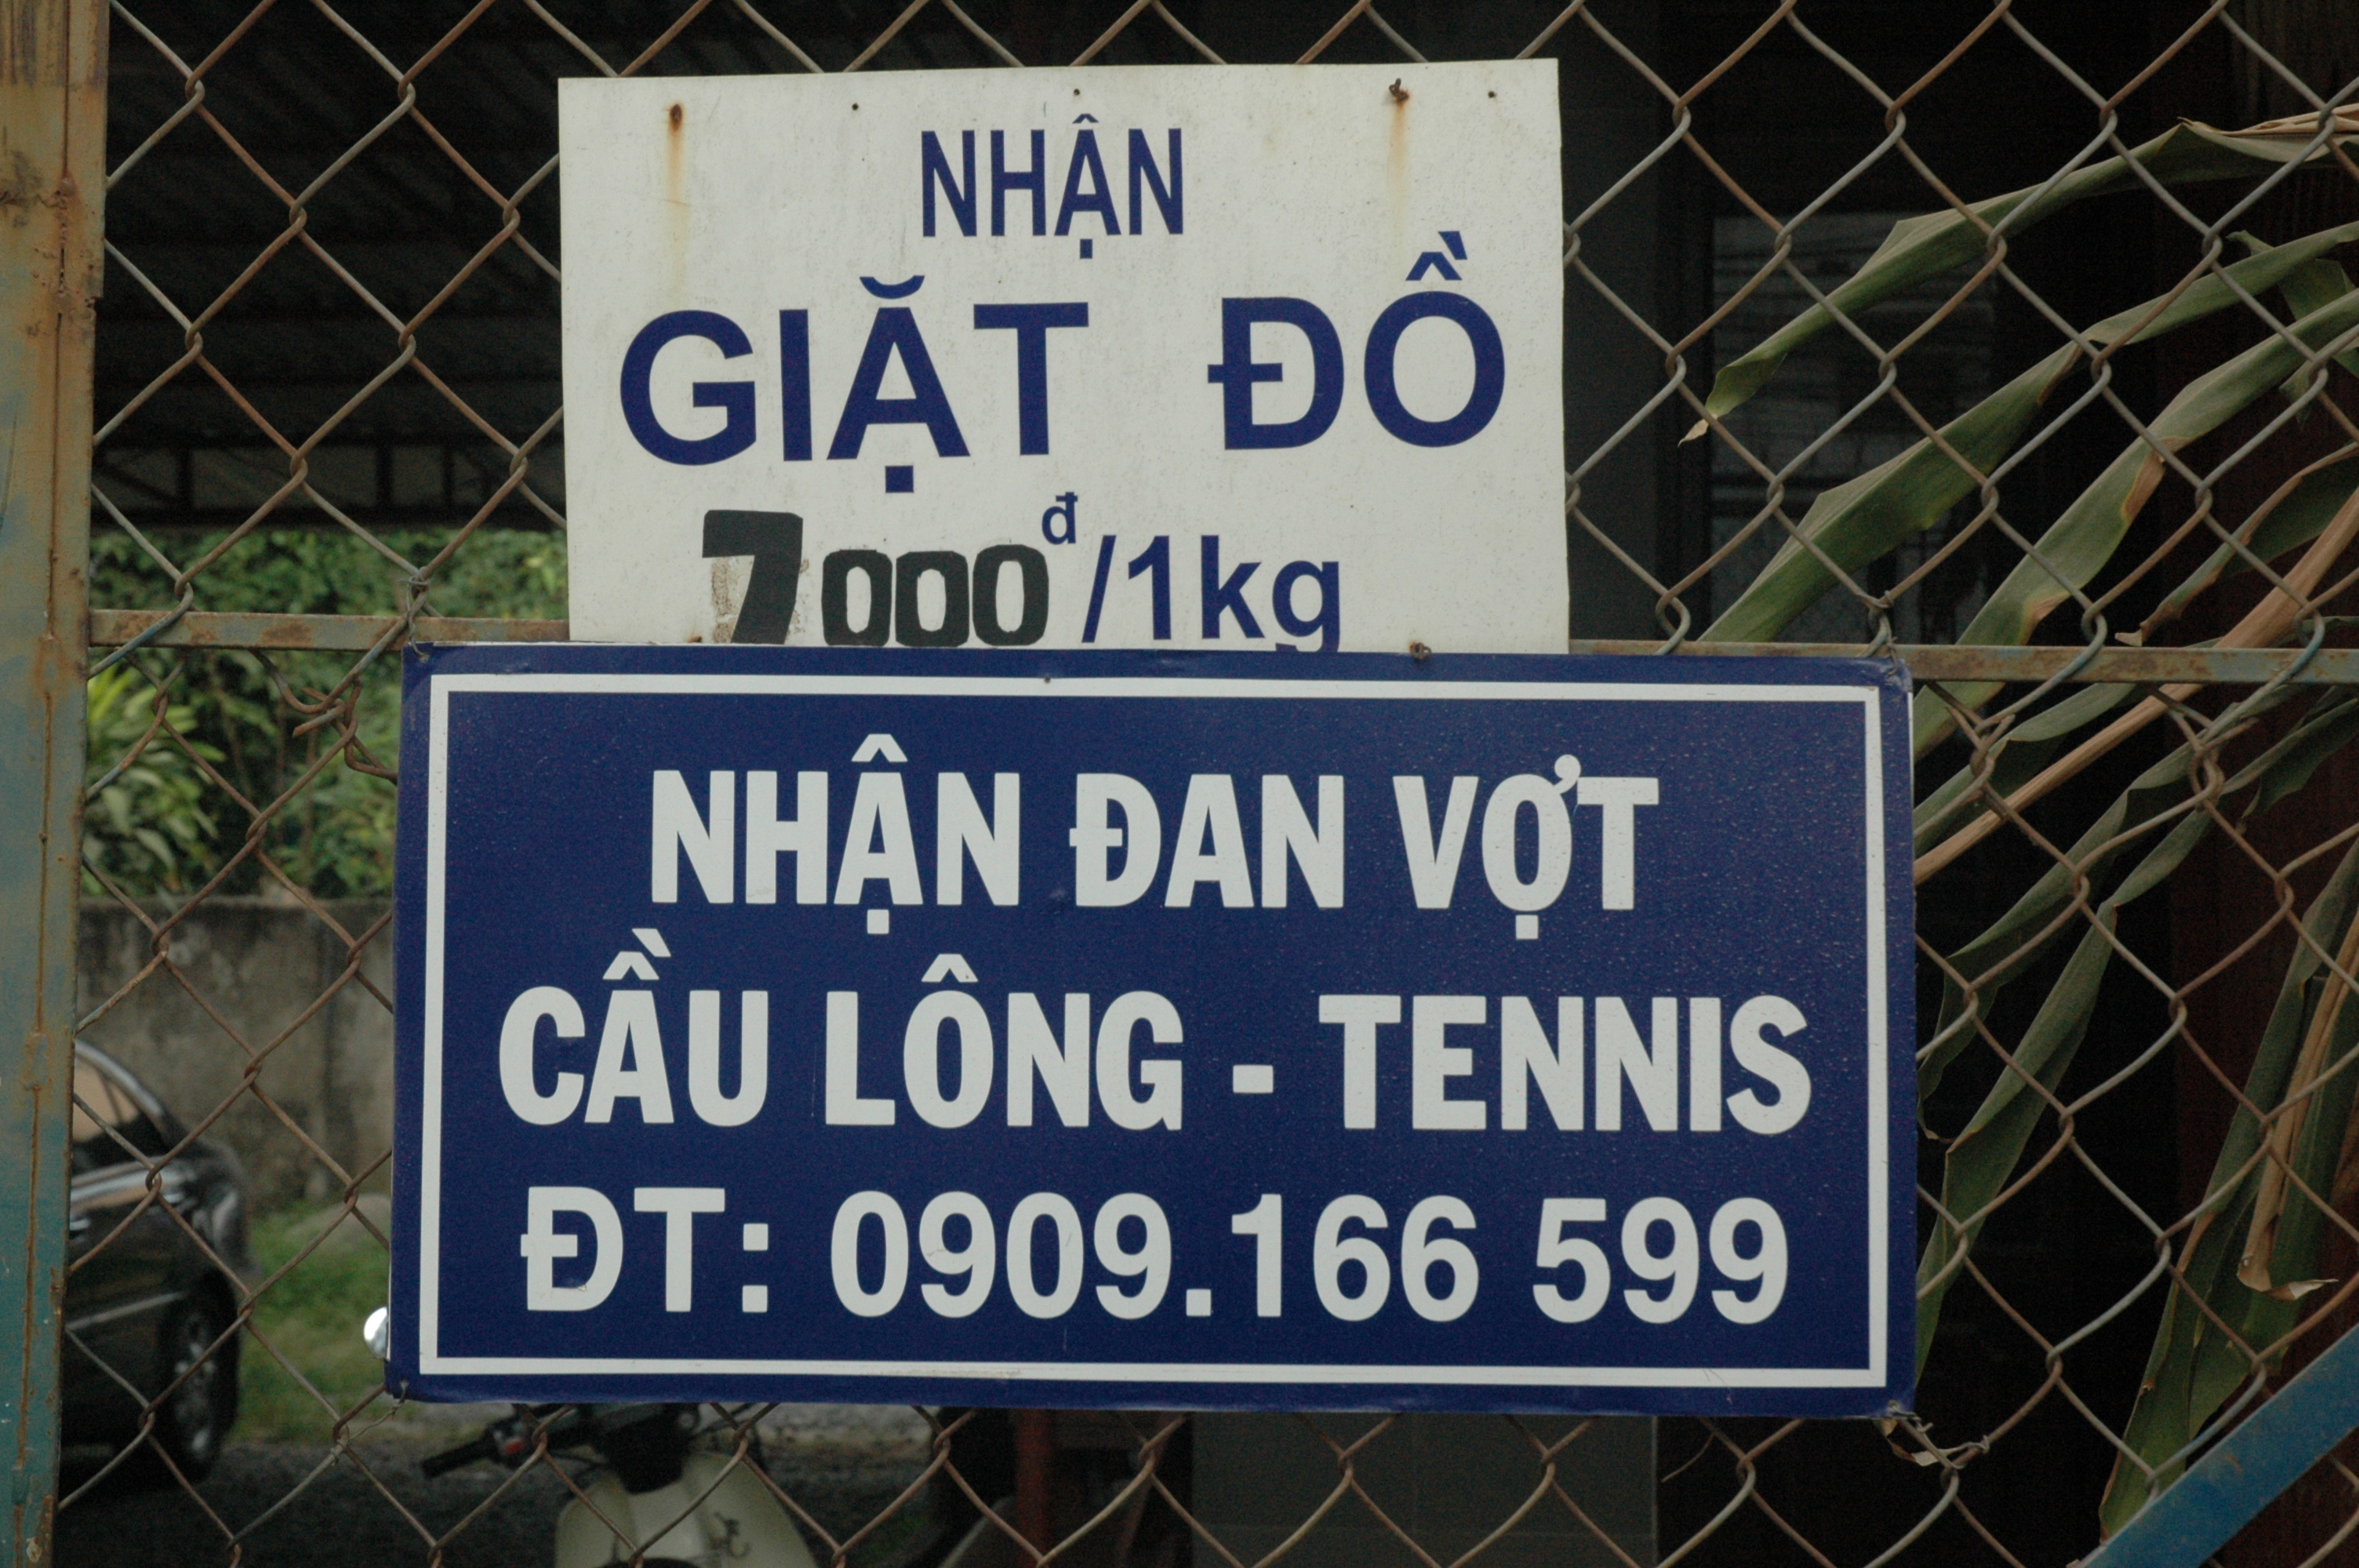 NHẬN
GIẶT ĐỒ
7000đ/1kg
NHẬN ĐAN VỢT
CẦU LÔNG - TENNIS
ĐT: 0909.166 599